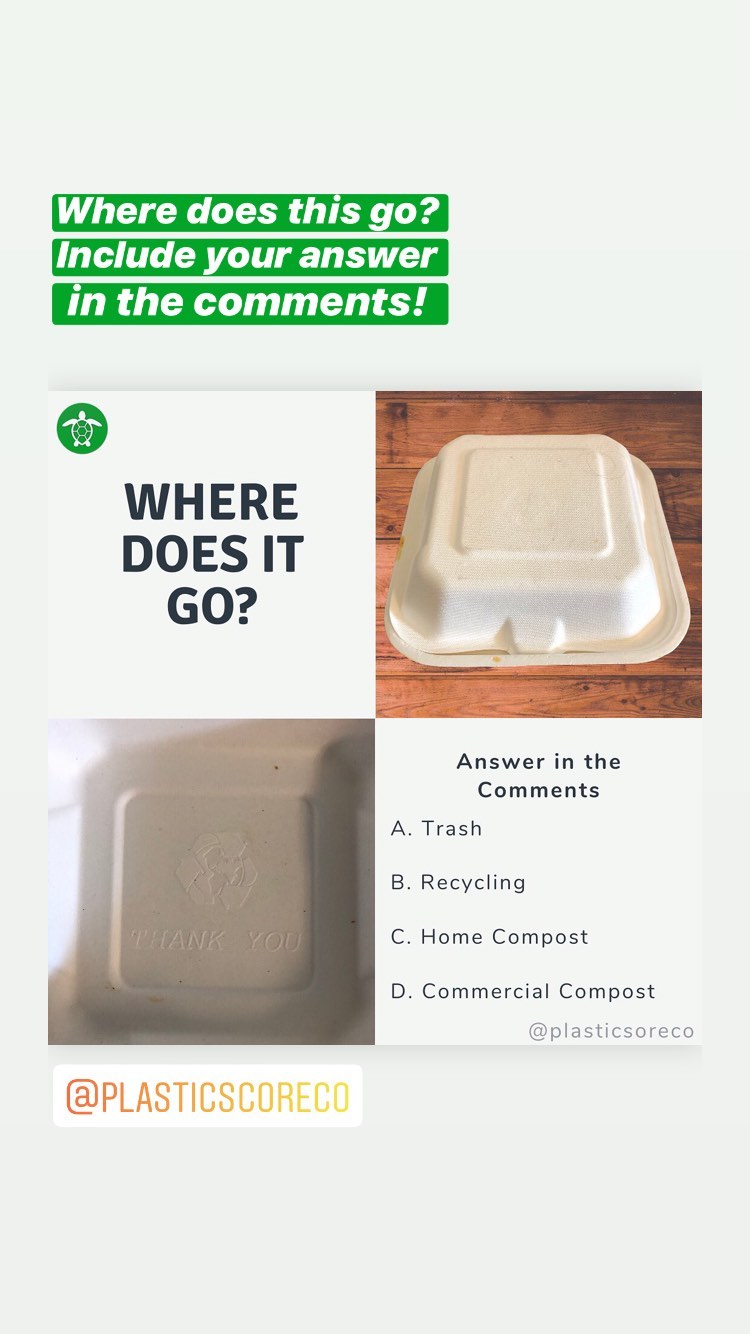 Where does this go?
Include your answer
in the comments!
WHERE
DOES IT
GO?
THANK YOU
Answer in the
Comments
A. Trash
B. Recycling
C. Home Compost
D. Commercial Compost
@plasticsoreco
@PLASTICSCORECO